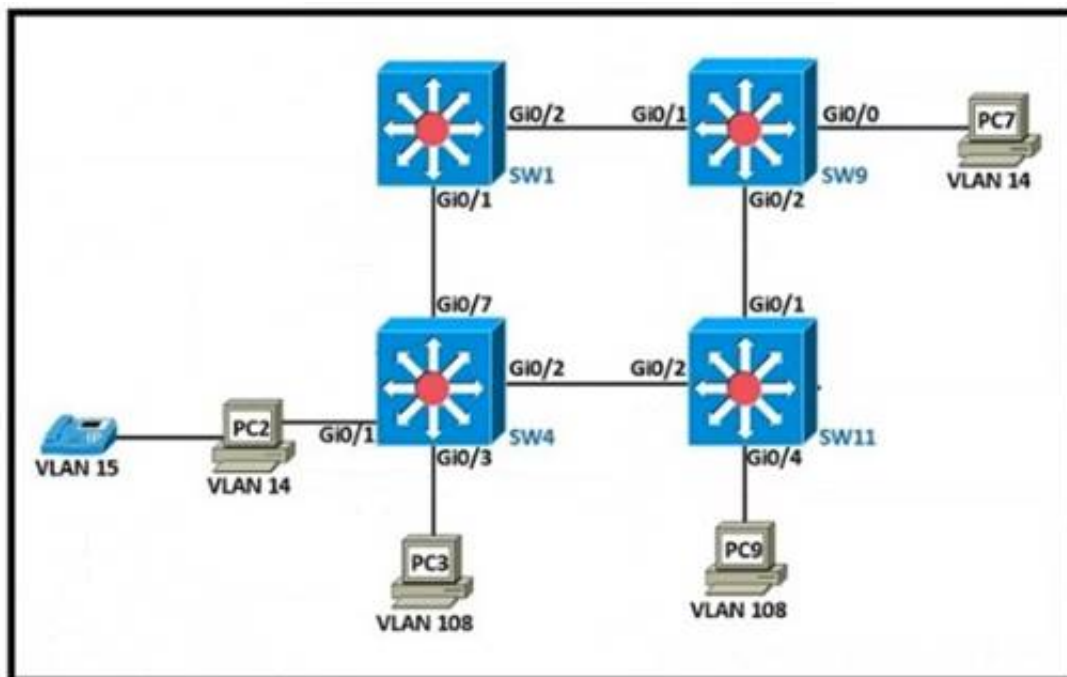 Gi0/2
Gi0/1
Gi0/0
PC7
SW1
SW9
VLAN 14
Gi0/1
Gi0/2
Gi0/7
Gi0/1
Gi0/2
Gi0/2
PC2
Gi0/1
SW4
SW11
VLAN 15
Gi0/3
Gi0/4
VLAN 14
PC3
PC9
VLAN 108
VLAN 108